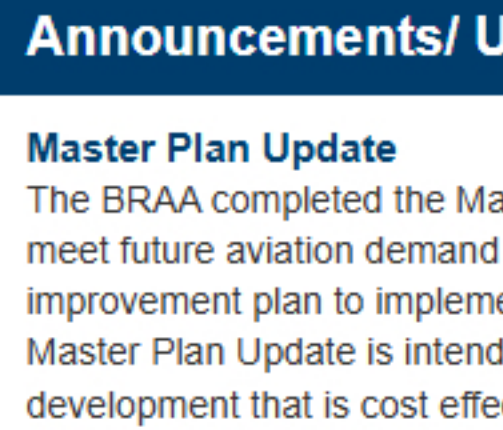 Announcements/ U
Master Plan Update
The BRAA completed the Ma
meet future aviation demand
improvement plan to impleme
Master Plan Update is intend
development that is cost effec